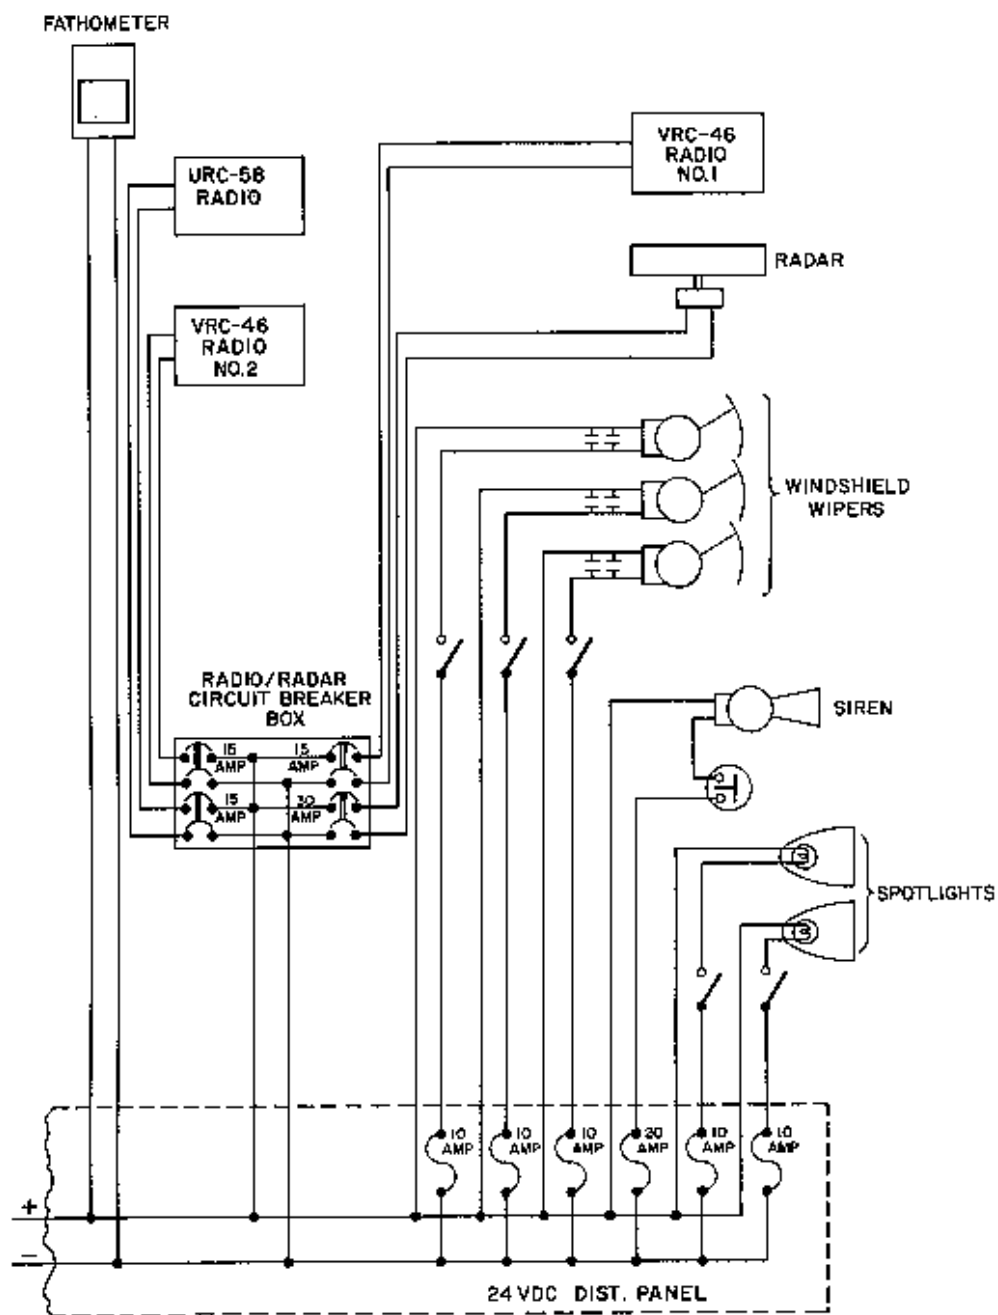 FATHOMETER
URC-58
RADIO
VRC-46
RADIO
NO.1
RADAR
VRC-46
RADIO
NO.2
WINDSHIELD
WIPERS
RADIO/RADAR
CIRCUIT BREAKER
BOX
SIREN
15
AMP
15
AMP
15
AMP
30
AMP
SPOTLIGHTS
10
AMP
10
AMP
10
AMP
AMP
10
AMP
10
AMP
+
−
24 VDC DIST. PANEL